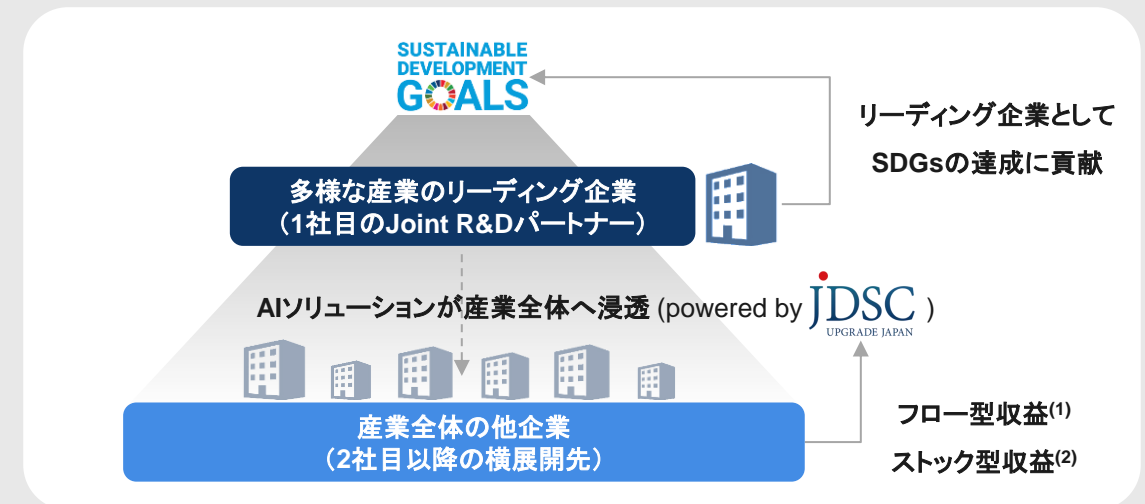 SUSTAINABLE
DEVELOPMENT
GOALS
リーディング企業として
SDGsの達成に貢献
多様な産業のリーディング企業
（1社目のJoint R&Dパートナー）
AIソリューションが産業全体へ浸透 (powered by JDSC )
UPGRADE JAPAN
産業全体の他企業
（2社目以降の横展開先）
フロー型収益(1)
ストック型収益(2)